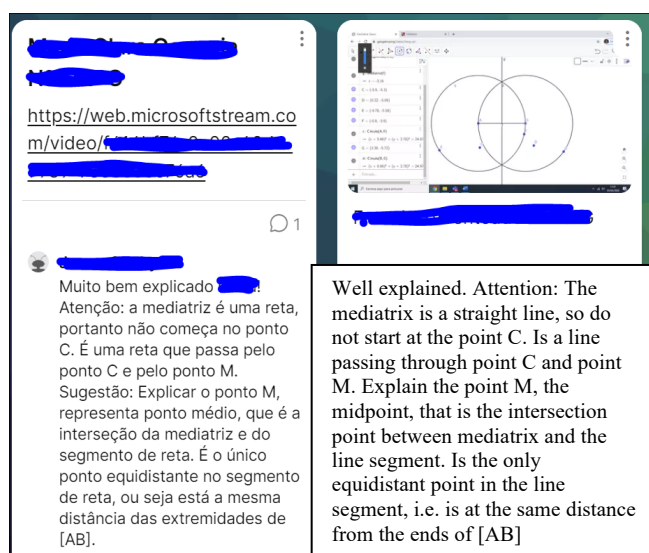 https://web.microsoftstream.co
m/video/
1
Muito bem explicado
Atenção: a mediatriz é uma reta,
portanto não começa no ponto
C. É uma reta que passa pelo
ponto C e pelo ponto M.
Sugestão: Explicar o ponto M,
representa ponto médio, que é a
interseção da mediatriz e do
segmento de reta. É o único
ponto equidistante no segmento
de reta, ou seja está a mesma
distância das extremidades de
[AB].
Well explained. Attention: The
mediatrix is a straight line, so do
not start at the point C. Is a line
passing through point C and point
M. Explain the point M, the
midpoint, that is the intersection
point between mediatrix and the
line segment. Is the only
equidistant point in the line
segment, i.e. is at the same distance
from the ends of [AB]